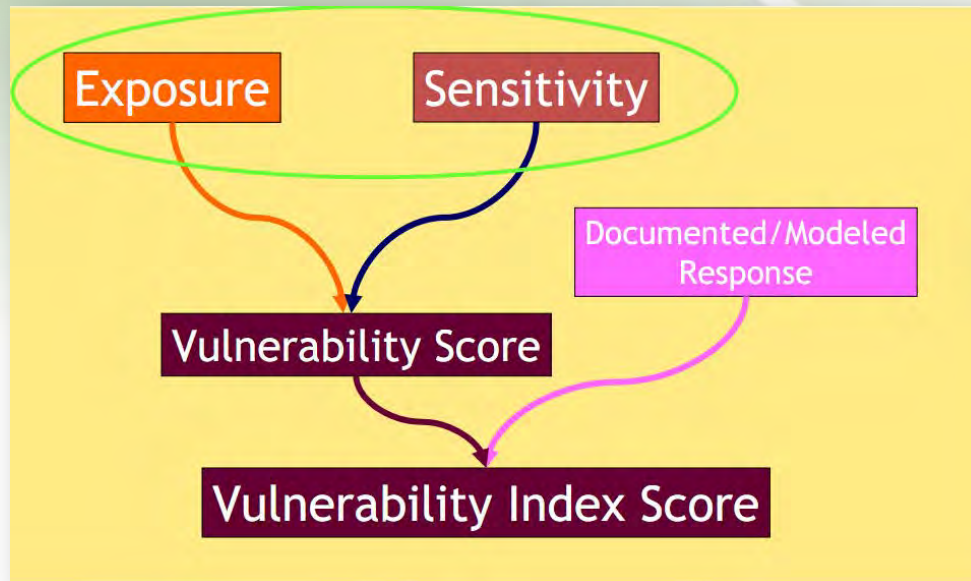 Exposure
Sensitivity
Documented/Modeled
Response
Vulnerability Score
Vulnerability Index Score